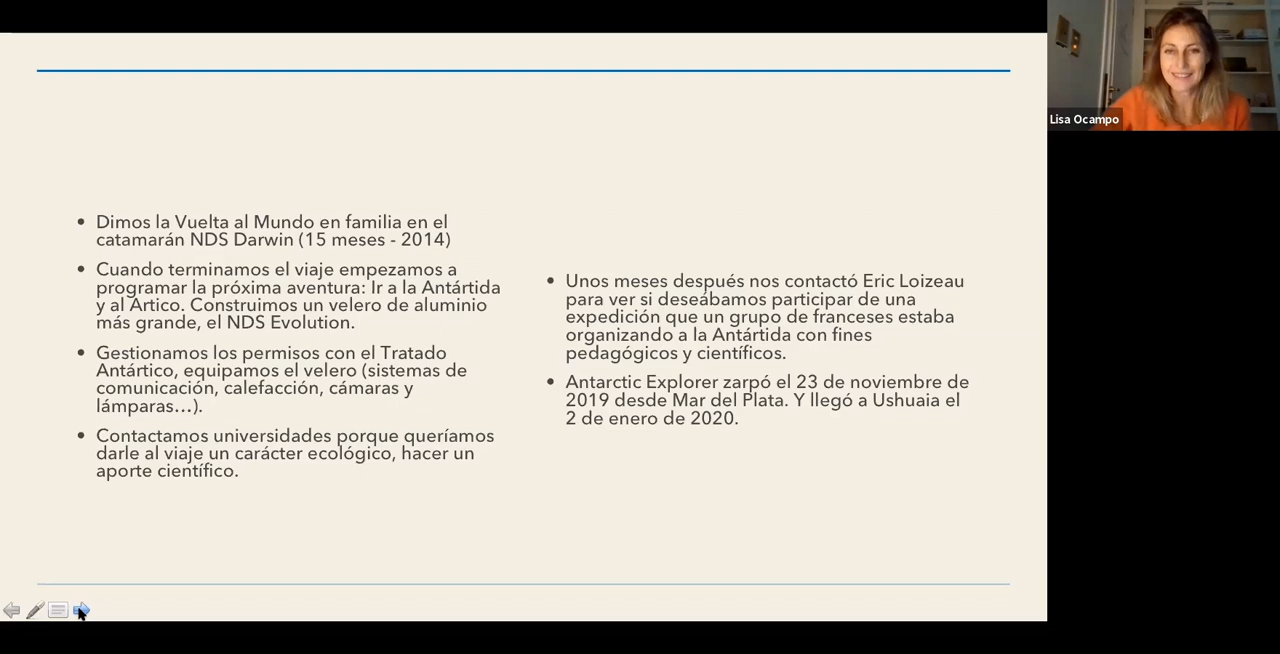 Dimos la Vuelta al Mundo en familia en el
catamarán NDS Darwin (15 meses - 2014)
Cuando terminamos el viaje empezamos a
programar la próxima aventura: Ir a la Antártida
y al Artico. Construimos un velero de aluminio
más grande, el NDS Evolution.
Gestionamos los permisos con el Tratado
Antártico, equipamos el velero (sistemas de
comunicación, calefacción, cámaras y
lámparas…).
Contactamos universidades porque queríamos
darle al viaje un carácter ecológico, hacer un
aporte científico.
Unos meses después nos contactó Eric Loizeau
para ver si deseábamos participar de una
expedición que un grupo de franceses estaba
organizando a la Antártida con fines
pedagógicos y científicos.
Antarctic Explorer zarpó el 23 de noviembre de
2019 desde Mar del Plata. Y llegó a Ushuaia el
2 de enero de 2020.
Lisa Ocampo